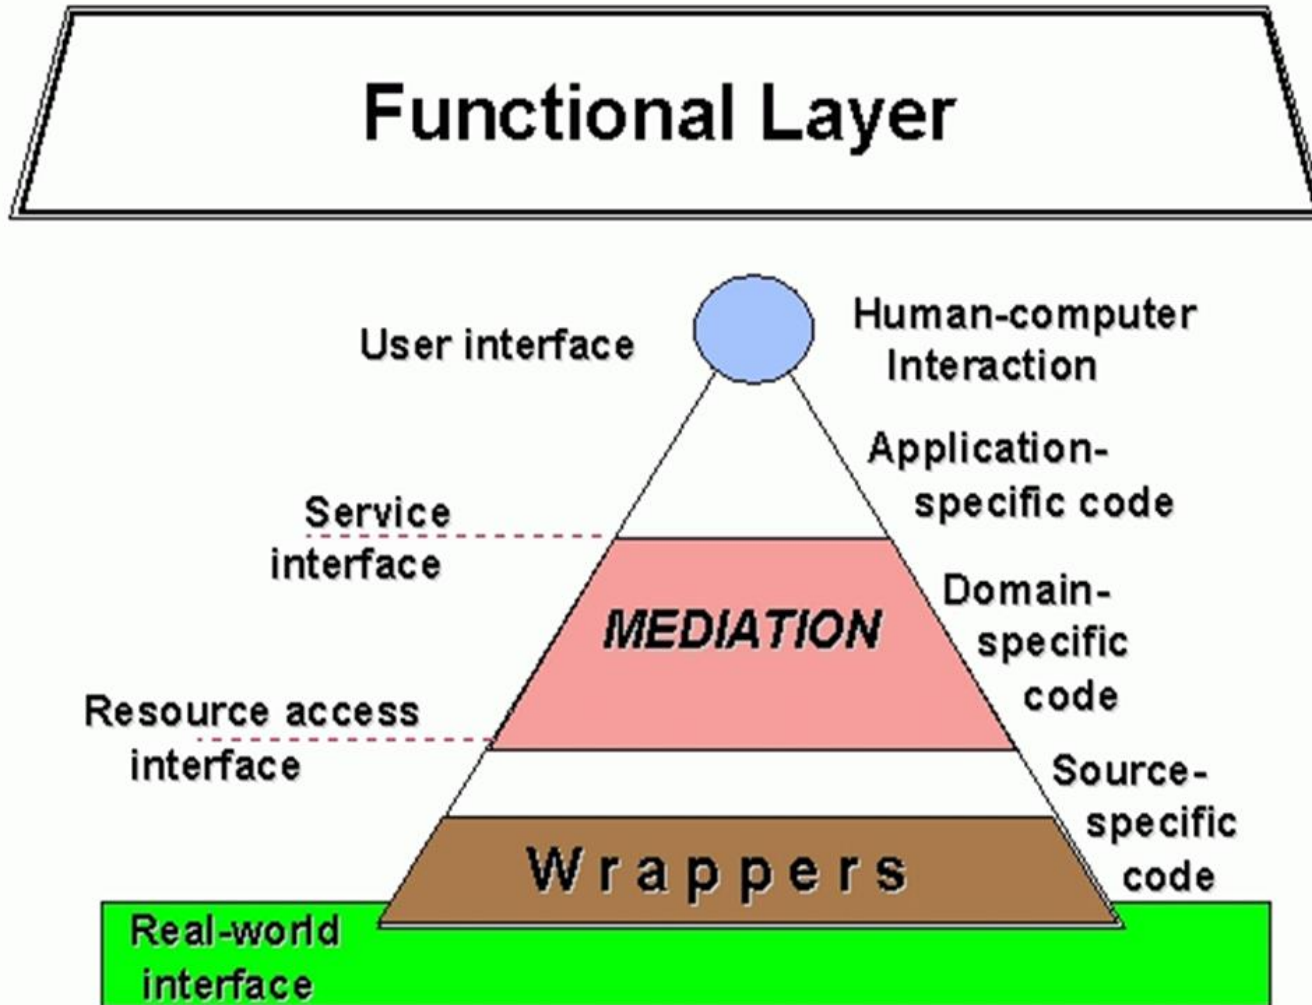 Functional Layer
User interface
Human-computer
Interaction
Application-
specific code
Service
interface
MEDIATION
Domain-
specific
code
Resource access
interface
Source-
specific
code
Wrappers
Real-world
interface